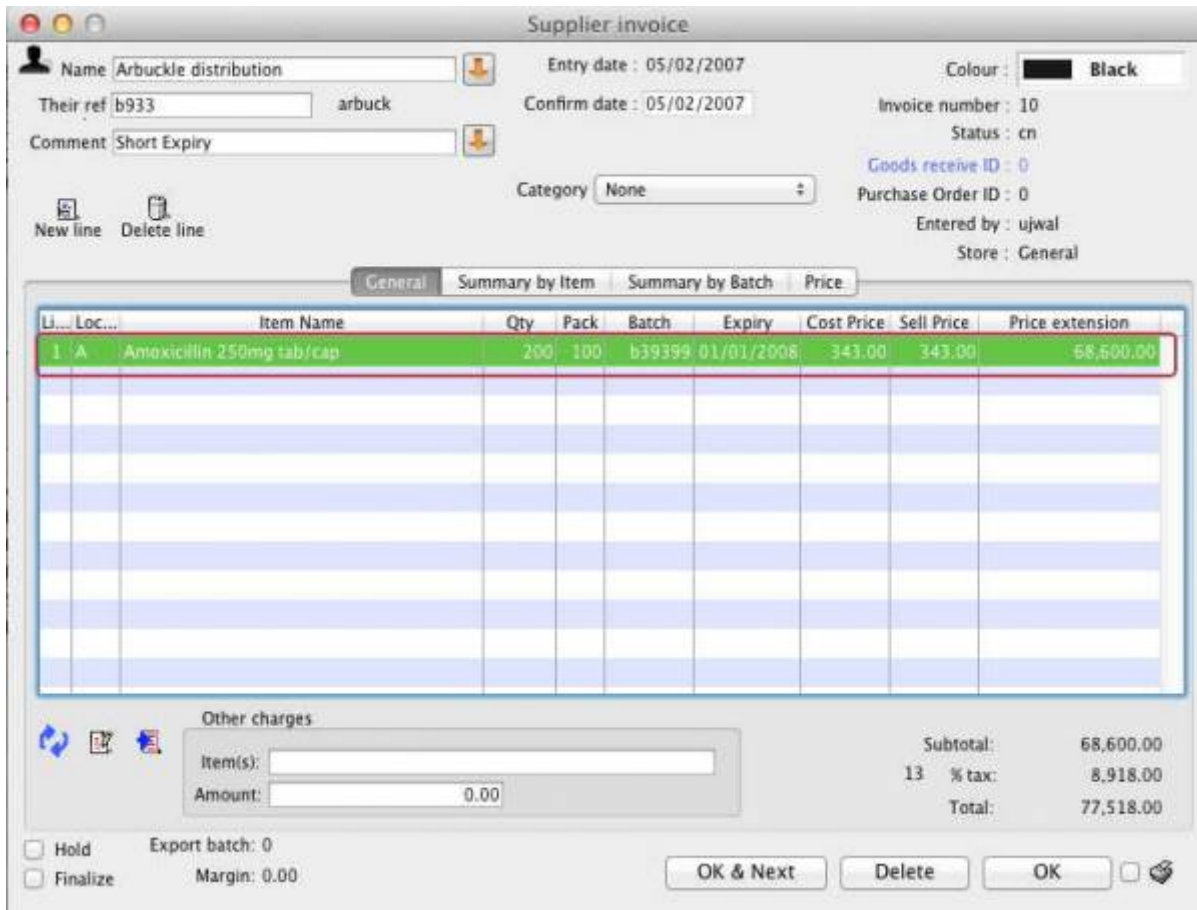 Supplier invoice
Name Arbuckle distribution
Entry date : 05/02/2007
Colour : Black
Their ref b933 arbuck
Confirm date : 05/02/2007
Invoice number : 10
Comment Short Expiry
Status : cn
Goods receive ID : 0
Category None
Purchase Order ID : 0
New line Delete line
Entered by : ujwal
Store : General
General Summary by Item Summary by Batch Price
Li... Loc... Item Name Qty Pack Batch Expiry Cost Price Sell Price Price extension
1 A Amoxicillin 250mg tab/cap 200 100 b39399 01/01/2008 343.00 343.00 68,600.00
Other charges
Item(s):
Amount: 0.00
Subtotal: 68,600.00
13 % tax: 8,918.00
Total: 77,518.00
Hold Export batch: 0
Finalize Margin: 0.00
OK & Next Delete OK